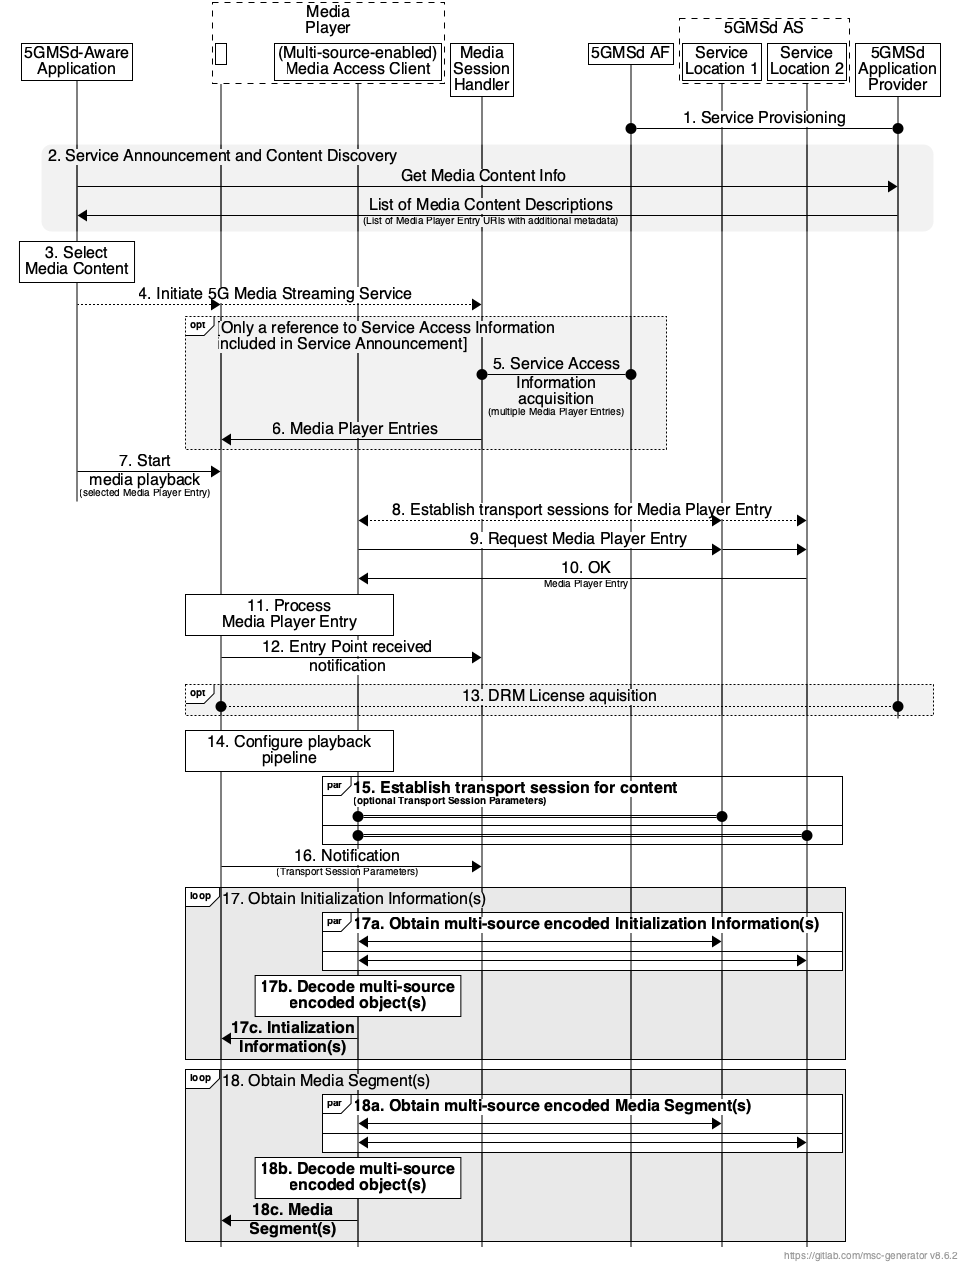 Media
Player
5GMSd AS
5GMSd-Aware
Application
(Multi-source-enabled)
Media Access Client
Media
Session
Handler
5GMSd AF
Service
Location 1
Service
Location 2
5GMSd
Application
Provider
1. Service Provisioning
2. Service Announcement and Content Discovery
Get Media Content Info
List of Media Content Descriptions
(List of Media Player Entry URIs with additional metadata)
3. Select
Media Content
4. Initiate 5G Media Streaming Service
opt
[Only a reference to Service Access Information
included in Service Announcement]
5. Service Access
Information
acquisition
(multiple Media Player Entries)
6. Media Player Entries
7. Start
media playback
(selected Media Player Entry)
8. Establish transport sessions for Media Player Entry
9. Request Media Player Entry
10. OK
Media Player Entry
11. Process
Media Player Entry
12. Entry Point received
notification
opt
13. DRM License aquisition
14. Configure playback
pipeline
par
15. Establish transport session for content
(optional Transport Session Parameters)
16. Notification
(Transport Session Parameters)
loop
17. Obtain Initialization Information(s)
par
17a. Obtain multi-source encoded Initialization Information(s)
17b. Decode multi-source
encoded object(s)
17c. Intialization
Information(s)
loop
18. Obtain Media Segment(s)
par
18a. Obtain multi-source encoded Media Segment(s)
18b. Decode multi-source
encoded object(s)
18c. Media
Segment(s)
https://gitlab.com/msc-generator v8.6.2